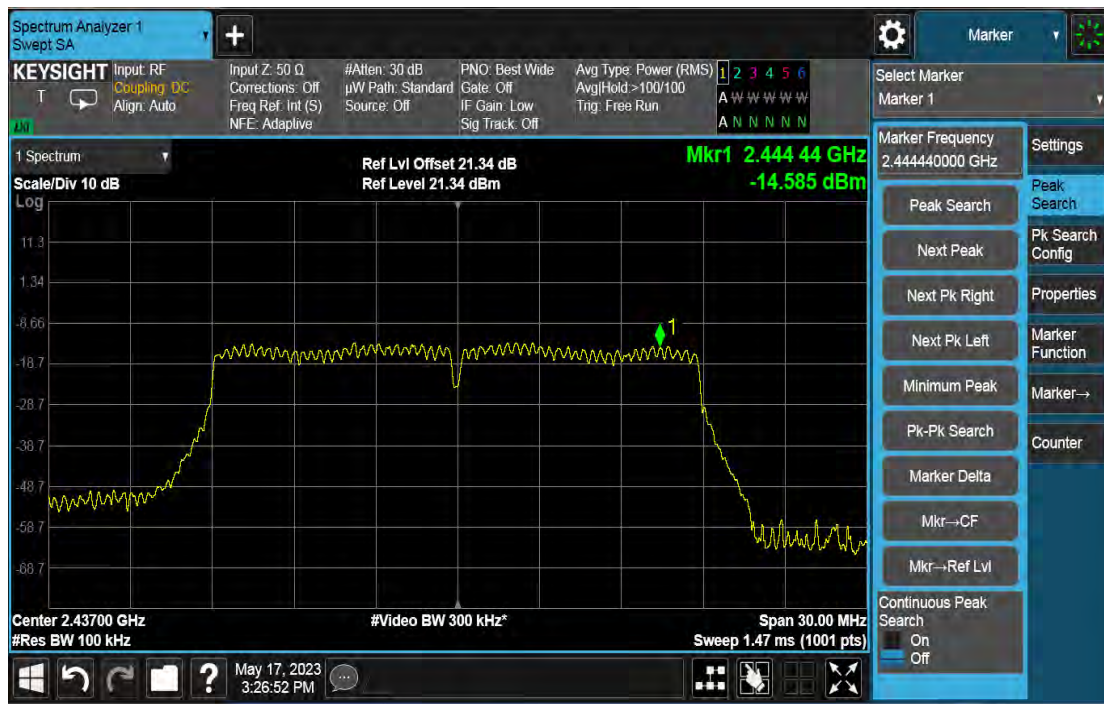 Spectrum Analyzer 1
Swept SA
+
Marker
KEYSIGHT
T
LXI
Input: RF
Coupling: DC
Align: Auto
Input Z: 50 Ω
Corrections: Off
Freq Ref: Int (S)
NFE: Adaptive
#Atten: 30 dB
µW Path: Standard
Source: Off
PNO: Best Wide
Gate: Off
IF Gain: Low
Sig Track: Off
Avg Type: Power (RMS)
Avg|Hold:>100/100
Trig: Free Run
1 2 3 4 5 6
A W W W W W
A N N N N N
Select Marker
Marker 1
1 Spectrum
Scale/Div 10 dB
Log
Ref Lvl Offset 21.34 dB
Ref Level 21.34 dBm
Mkr1 2.444 44 GHz
-14.585 dBm
11.3
1.34
-8.66
-18.7
-28.7
-38.7
-48.7
-58.7
-68.7
1
Center 2.43700 GHz
#Res BW 100 kHz
#Video BW 300 kHz*
Span 30.00 MHz
Sweep 1.47 ms (1001 pts)
Marker Frequency
2.444440000 GHz
Peak Search
Next Peak
Next Pk Right
Next Pk Left
Minimum Peak
Pk-Pk Search
Marker Delta
Mkr→CF
Mkr→Ref Lvl
Continuous Peak
Search
On
Off
Settings
Peak
Search
Pk Search
Config
Properties
Marker
Function
Marker→
Counter
?
May 17, 2023
3:26:52 PM